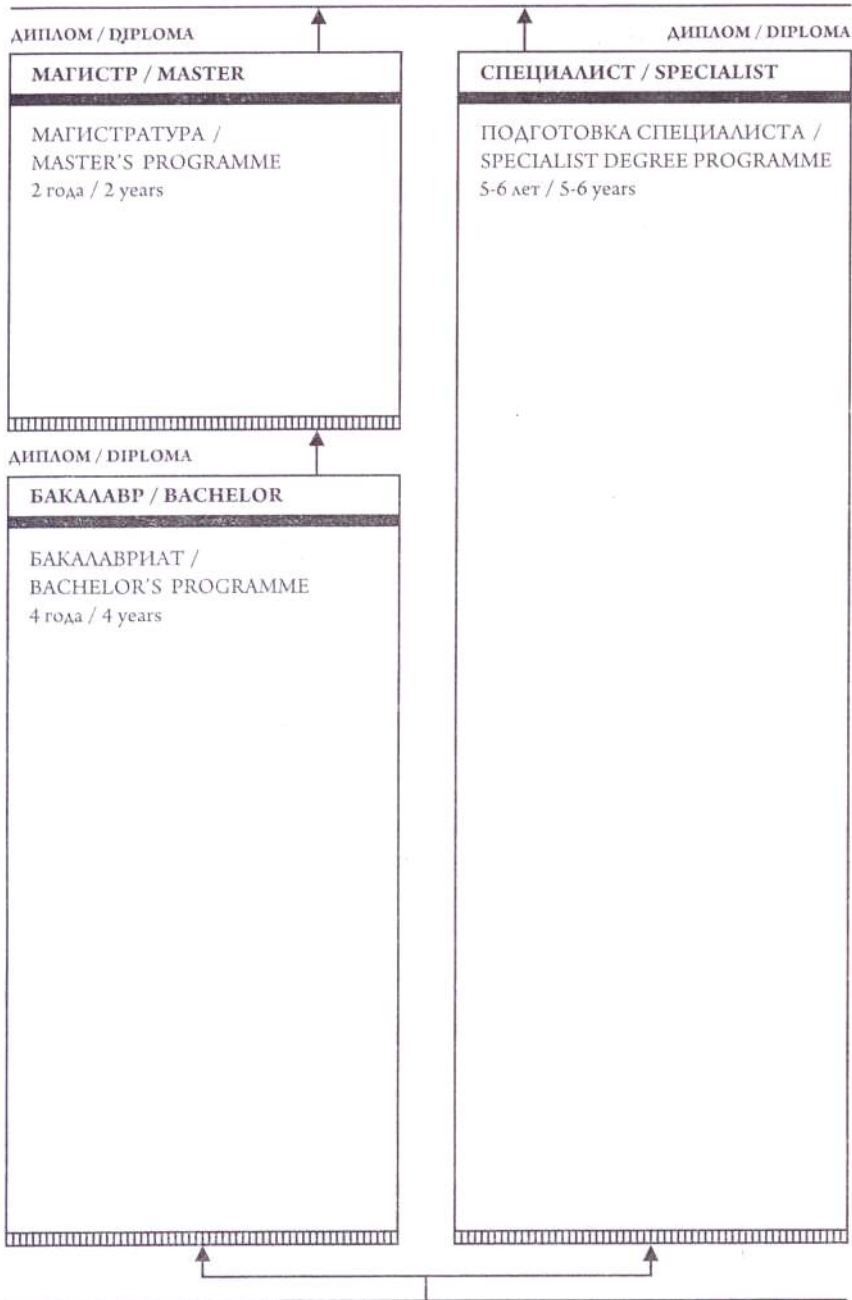 ДИПЛОМ / DIPLOMA
МАГИСТР / MASTER
МАГИСТРАТУРА /
MASTER'S PROGRAMME
2 года / 2 years
ДИПЛОМ / DIPLOMA
БАКАЛАВР / BACHELOR
БАКАЛАВРИАТ /
BACHELOR'S PROGRAMME
4 года / 4 years
ДИПЛОМ / DIPLOMA
СПЕЦИАЛИСТ / SPECIALIST
ПОДГОТОВКА СПЕЦИАЛИСТА /
SPECIALIST DEGREE PROGRAMME
5-6 лет / 5-6 years